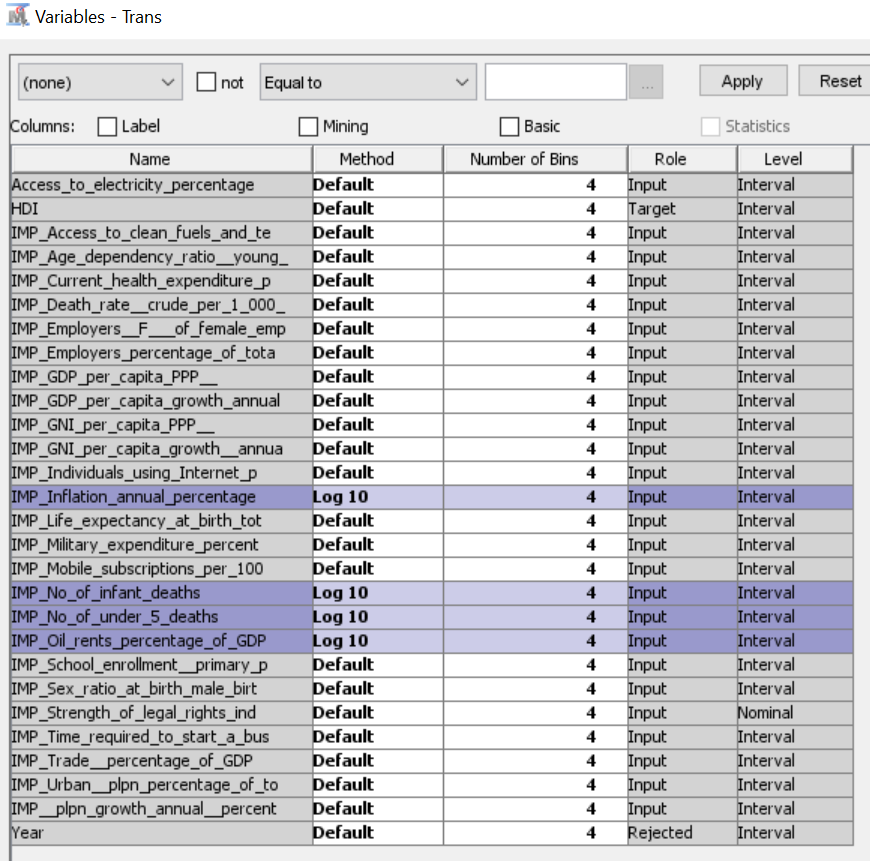 Variables - Trans
(none) not Equal to ... Apply Reset
Columns: Label Mining Basic Statistics
Name Method Number of Bins Role Level
Access_to_electricity_percentage Default 4 Input Interval
HDI Default 4 Target Interval
IMP_Access_to_clean_fuels_and_te Default 4 Input Interval
IMP_Age_dependency_ratio__young_ Default 4 Input Interval
IMP_Current_health_expenditure_p Default 4 Input Interval
IMP_Death_rate__crude_per_1_000_ Default 4 Input Interval
IMP_Employers__F___of_female_emp Default 4 Input Interval
IMP_Employers_percentage_of_tota Default 4 Input Interval
IMP_GDP_per_capita_PPP__ Default 4 Input Interval
IMP_GDP_per_capita_growth_annual Default 4 Input Interval
IMP_GNI_per_capita_PPP__ Default 4 Input Interval
IMP_GNI_per_capita_growth__annua Default 4 Input Interval
IMP_Individuals_using_Internet_p Default 4 Input Interval
IMP_Inflation_annual_percentage Log 10 4 Input Interval
IMP_Life_expectancy_at_birth_tot Default 4 Input Interval
IMP_Military_expenditure_percent Default 4 Input Interval
IMP_Mobile_subscriptions_per_100 Default 4 Input Interval
IMP_No_of_infant_deaths Log 10 4 Input Interval
IMP_No_of_under_5_deaths Log 10 4 Input Interval
IMP_Oil_rents_percentage_of_GDP Log 10 4 Input Interval
IMP_School_enrollment__primary_p Default 4 Input Interval
IMP_Sex_ratio_at_birth_male_birt Default 4 Input Interval
IMP_Strength_of_legal_rights_ind Default 4 Input Nominal
IMP_Time_required_to_start_a_bus Default 4 Input Interval
IMP_Trade__percentage_of_GDP Default 4 Input Interval
IMP_Urban__plpn_percentage_of_to Default 4 Input Interval
IMP__plpn_growth_annual__percent Default 4 Input Interval
Year Default 4 Rejected Interval